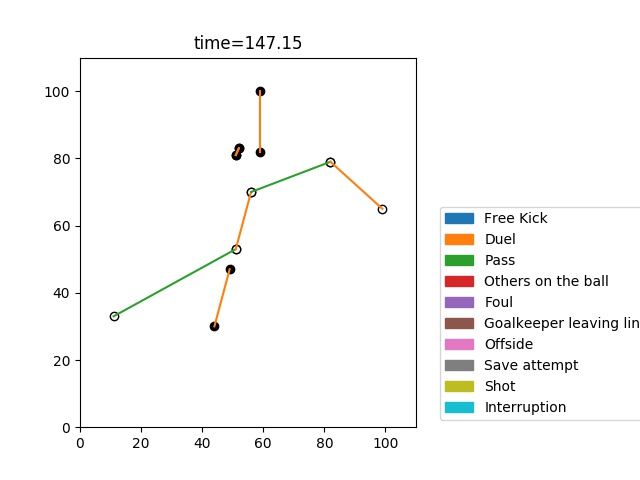 time=147.15
100
80
60
40
20
0
0 20 40 60 80 100
Free Kick
Duel
Pass
Others on the ball
Foul
Goalkeeper leaving lin
Offside
Save attempt
Shot
Interruption